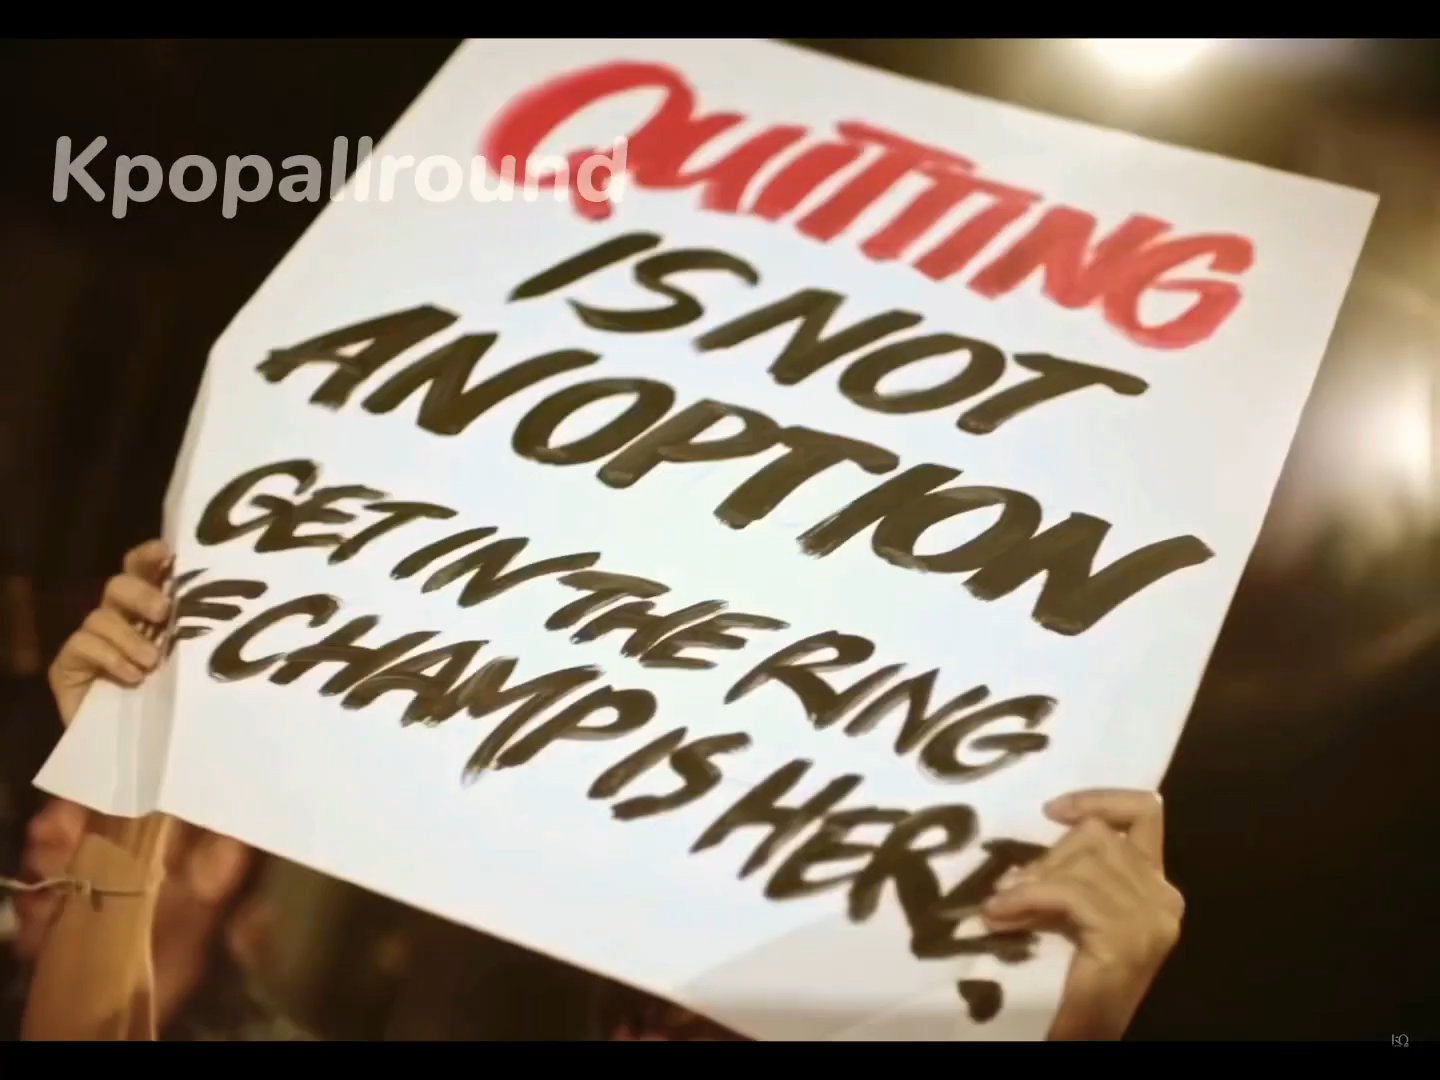 Kpopallround
QUITTING
IS NOT
AN OPTION
GET IN THE RING
CHAMP IS HERE!